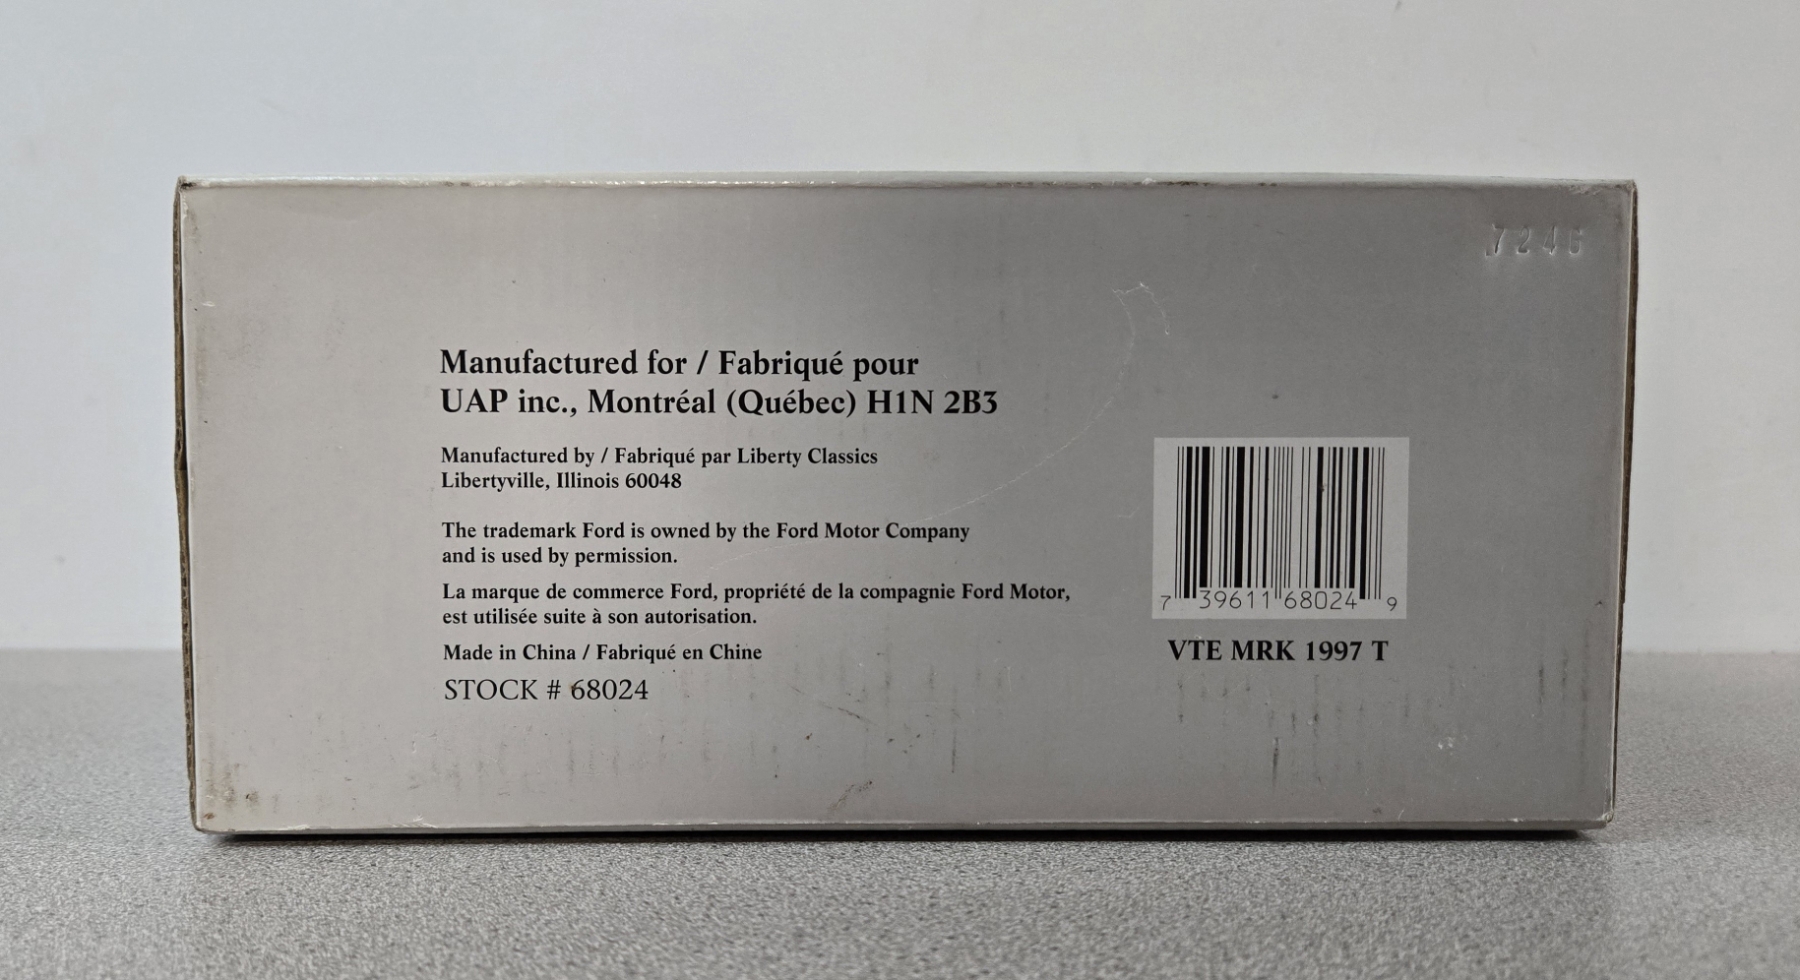 7246
Manufactured for / Fabriqué pour
UAP inc., Montréal (Québec) H1N 2B3
Manufactured by / Fabriqué par Liberty Classics
Libertyville, Illinois 60048
The trademark Ford is owned by the Ford Motor Company
and is used by permission.
La marque de commerce Ford, propriété de la compagnie Ford Motor,
est utilisée suite à son autorisation.
Made in China / Fabriqué en Chine
STOCK # 68024
7 39611 68024 9
VTE MRK 1997 T